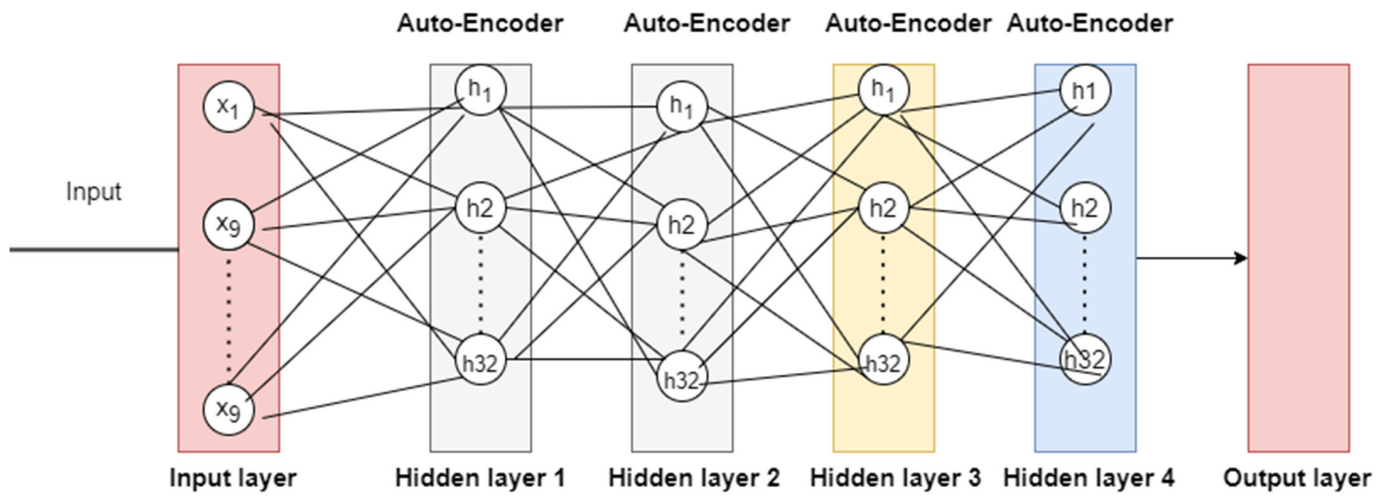 Auto-Encoder Auto-Encoder Auto-Encoder Auto-Encoder
Input
x1
x9
x9
h1
h2
h32
h1
h2
h32
h1
h2
h32
h1
h2
h32
Input layer Hidden layer 1 Hidden layer 2 Hidden layer 3 Hidden layer 4 Output layer